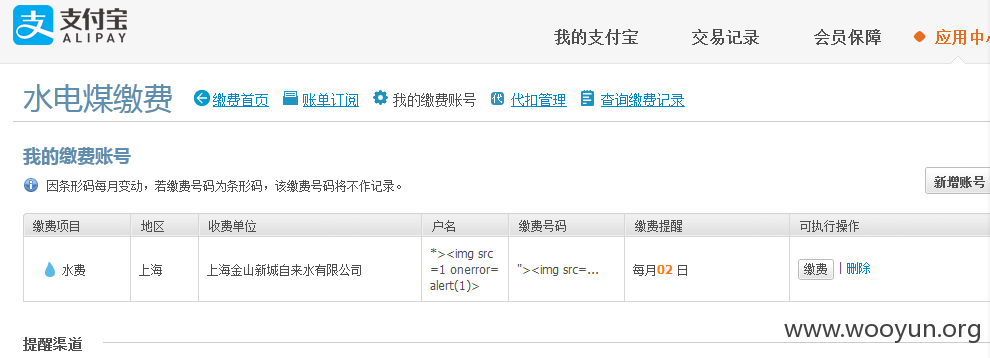 支付宝
ALIPAY
我的支付宝 交易记录 会员保障 应用中心
水电煤缴费 缴费首页 账单订阅 我的缴费账号 代扣管理 查询缴费记录
我的缴费账号
因条形码每月变动，若缴费号码为条形码，该缴费号码将不作记录。
新增账号
缴费项目 地区 收费单位 户名 缴费号码 缴费提醒 可执行操作
水费 上海 上海金山新城自来水有限公司 *><img src =1 onerror= alert(1)> "><img src=... 每月02 日 缴费 | 删除
www.wooyun.org
提醒渠道